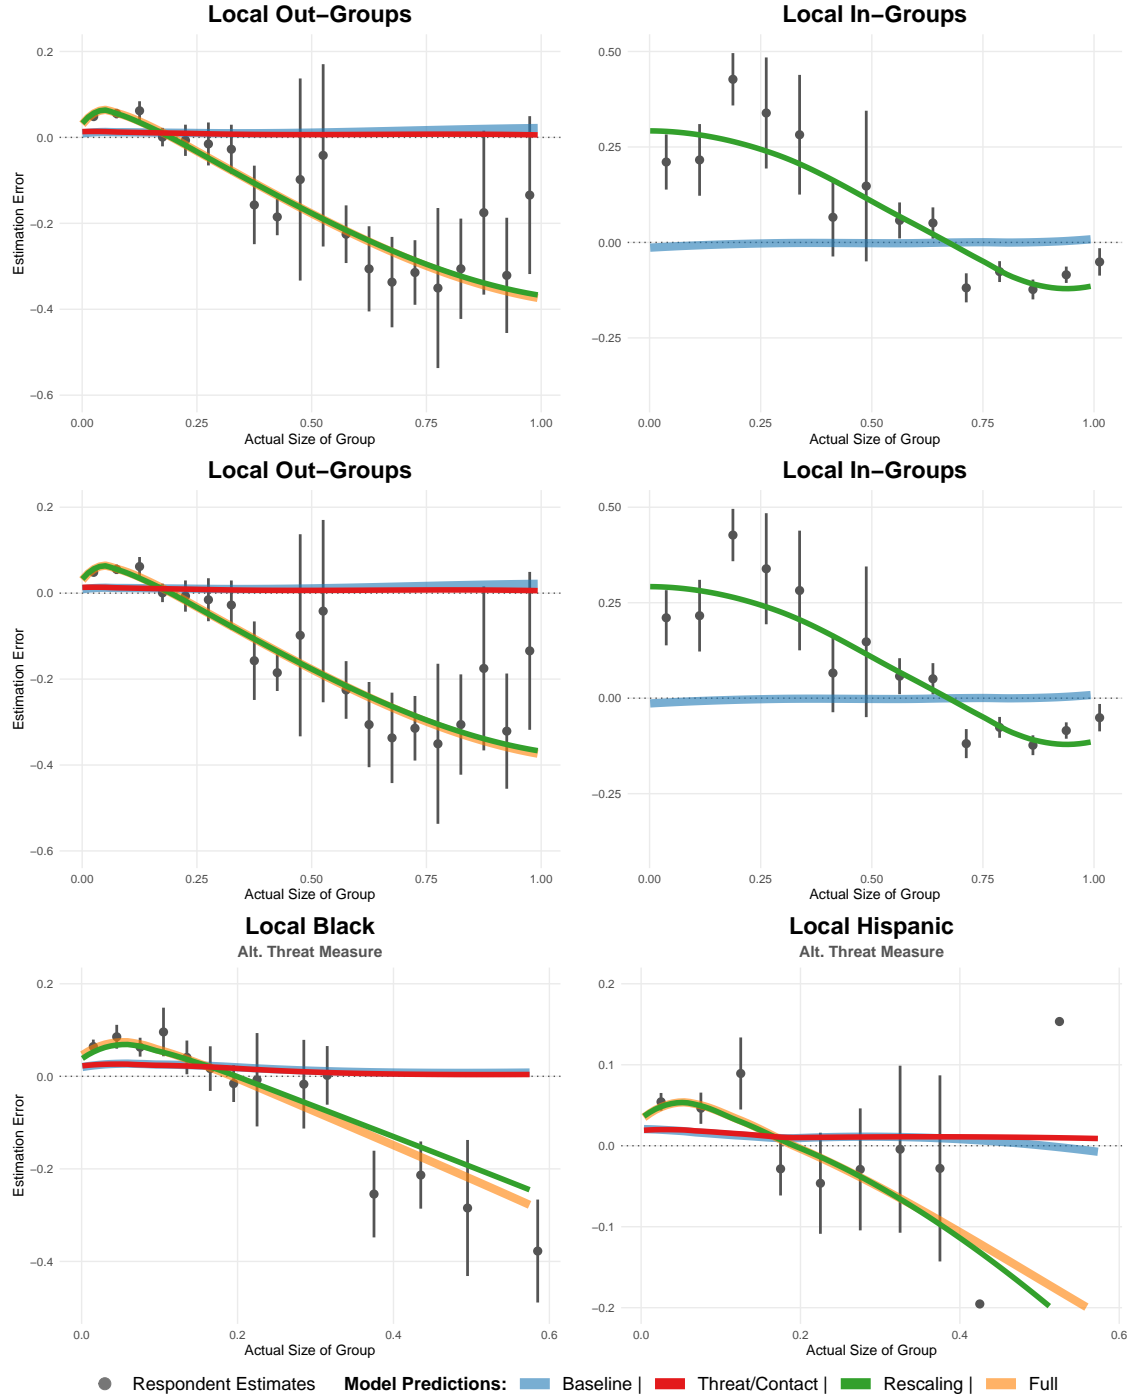 Local Out−Groups
Local In−Groups
0.2
0.0
−0.2
−0.4
−0.6
Estimation Error
0.00 0.25 0.50 0.75 1.00
Actual Size of Group
0.50
0.25
0.00
−0.25
0.00 0.25 0.50 0.75 1.00
Actual Size of Group
Local Out−Groups
Local In−Groups
0.2
0.0
−0.2
−0.4
−0.6
Estimation Error
0.00 0.25 0.50 0.75 1.00
Actual Size of Group
0.50
0.25
0.00
−0.25
0.00 0.25 0.50 0.75 1.00
Actual Size of Group
Local Black
Alt. Threat Measure
Local Hispanic
Alt. Threat Measure
0.2
0.0
−0.2
−0.4
Estimation Error
0.0 0.2 0.4 0.6
Actual Size of Group
0.2
0.1
0.0
−0.1
−0.2
0.0 0.2 0.4 0.6
Actual Size of Group
Respondent Estimates Model Predictions: Baseline | Threat/Contact | Rescaling | Full